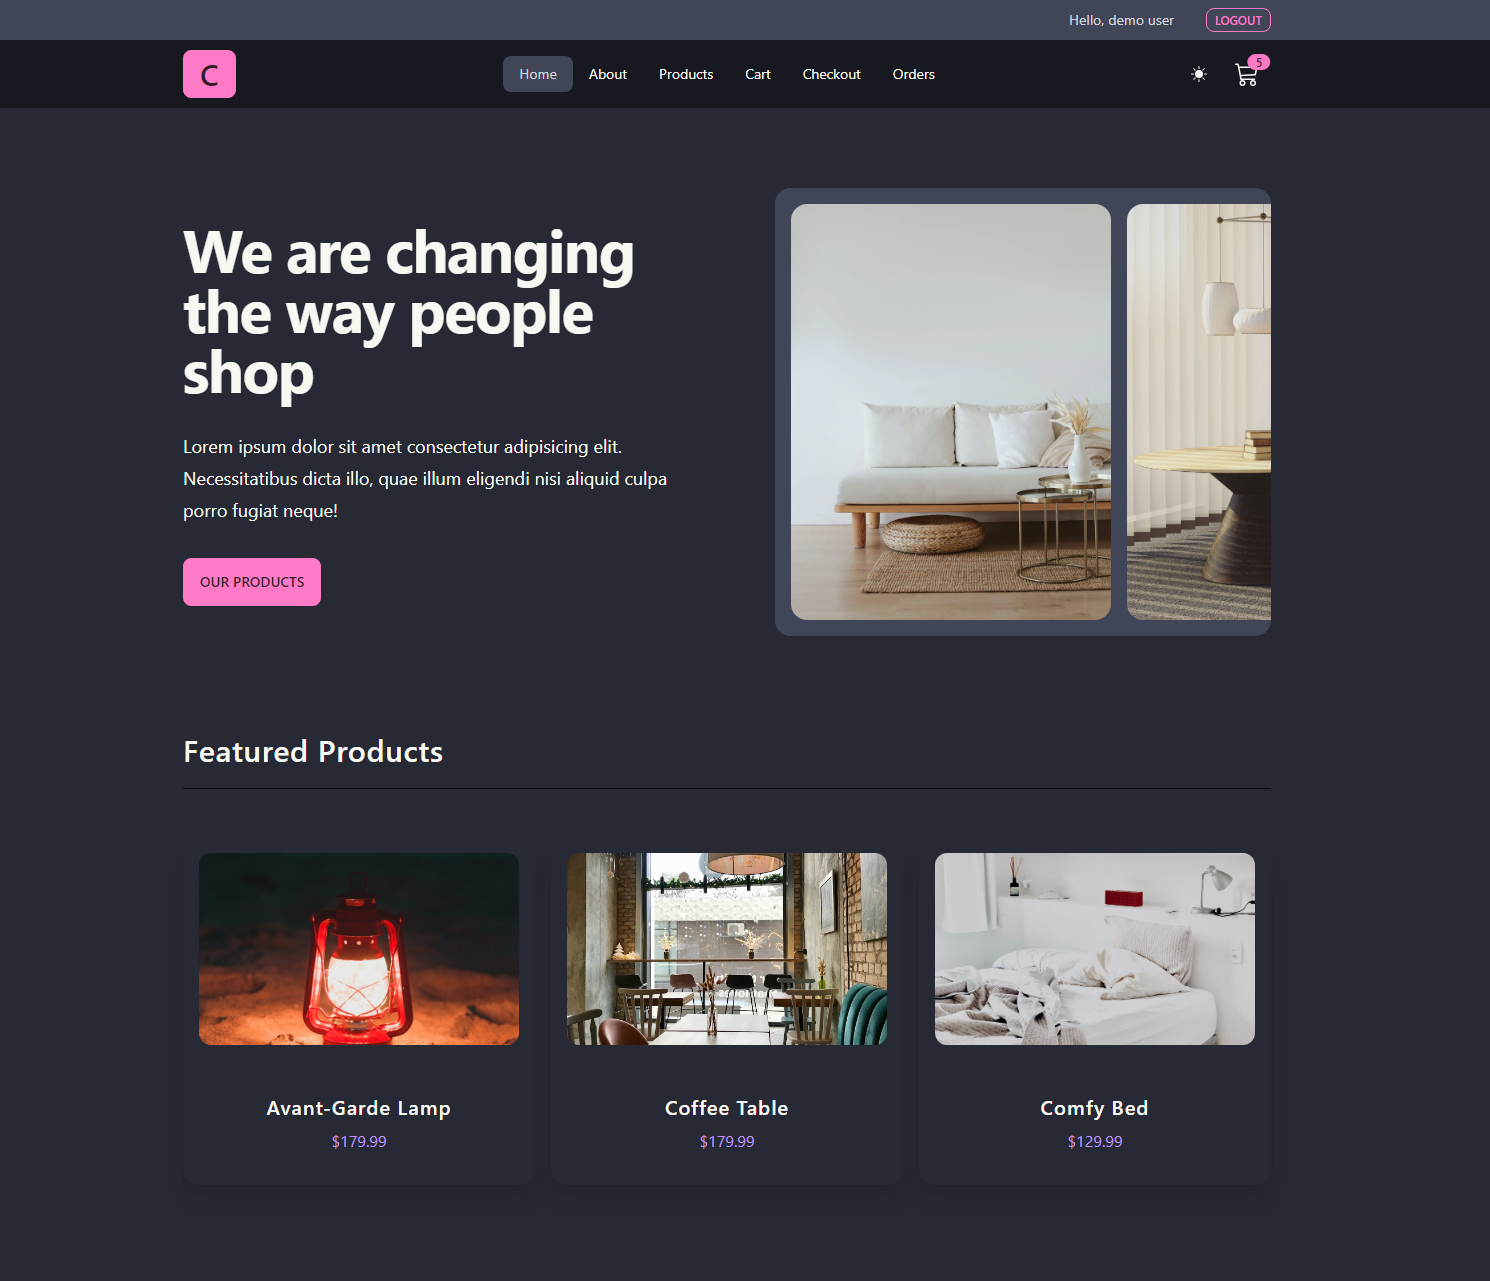 Hello, demo user
LOGOUT
C
Home
About
Products
Cart
Checkout
Orders
5
We are changing
the way people
shop
Lorem ipsum dolor sit amet consectetur adipisicing elit.
Necessitatibus dicta illo, quae illum eligendi nisi aliquid culpa
porro fugiat neque!
OUR PRODUCTS
Featured Products
Avant-Garde Lamp
$179.99
Coffee Table
$179.99
Comfy Bed
$129.99